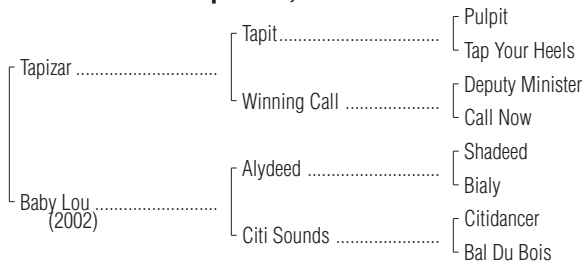 Pulpit
Tapit
Tap Your Heels
Tapizar
Deputy Minister
Winning Call
Call Now
Shadeed
Alydeed
Bialy
Baby Lou
(2002)
Citidancer
Citi Sounds
Bal Du Bois